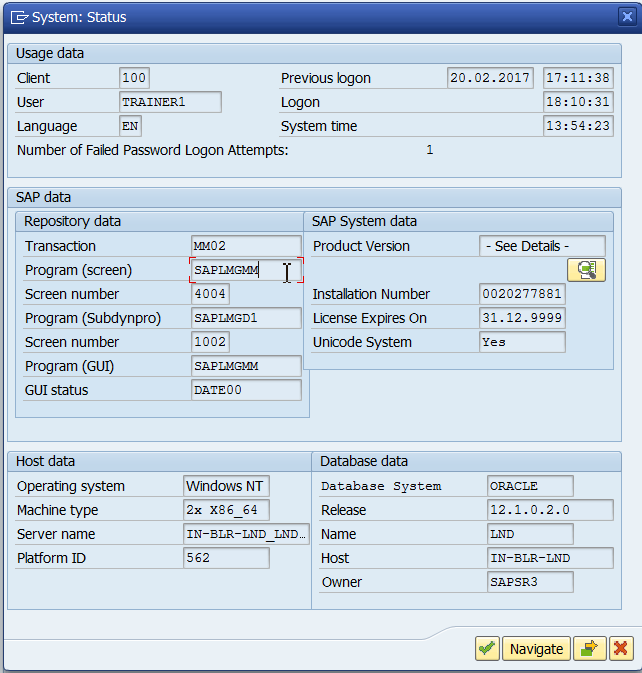 System: Status
Usage data
Client 100 Previous logon 20.02.2017 17:11:38
User TRAINER1 Logon 18:10:31
Language EN System time 13:54:23
Number of Failed Password Logon Attempts: 1
SAP data
Repository data
Transaction MM02
Program (screen) SAPLMGMM
Screen number 4004
Program (Subdynpro) SAPLMGD1
Screen number 1002
Program (GUI) SAPLMGMM
GUI status DATE00
SAP System data
Product Version - See Details -
Installation Number 0020277881
License Expires On 31.12.9999
Unicode System Yes
Host data
Operating system Windows NT
Machine type 2x X86_64
Server name IN-BLR-LND_LND…
Platform ID 562
Database data
Database System ORACLE
Release 12.1.0.2.0
Name LND
Host IN-BLR-LND
Owner SAPSR3
Navigate